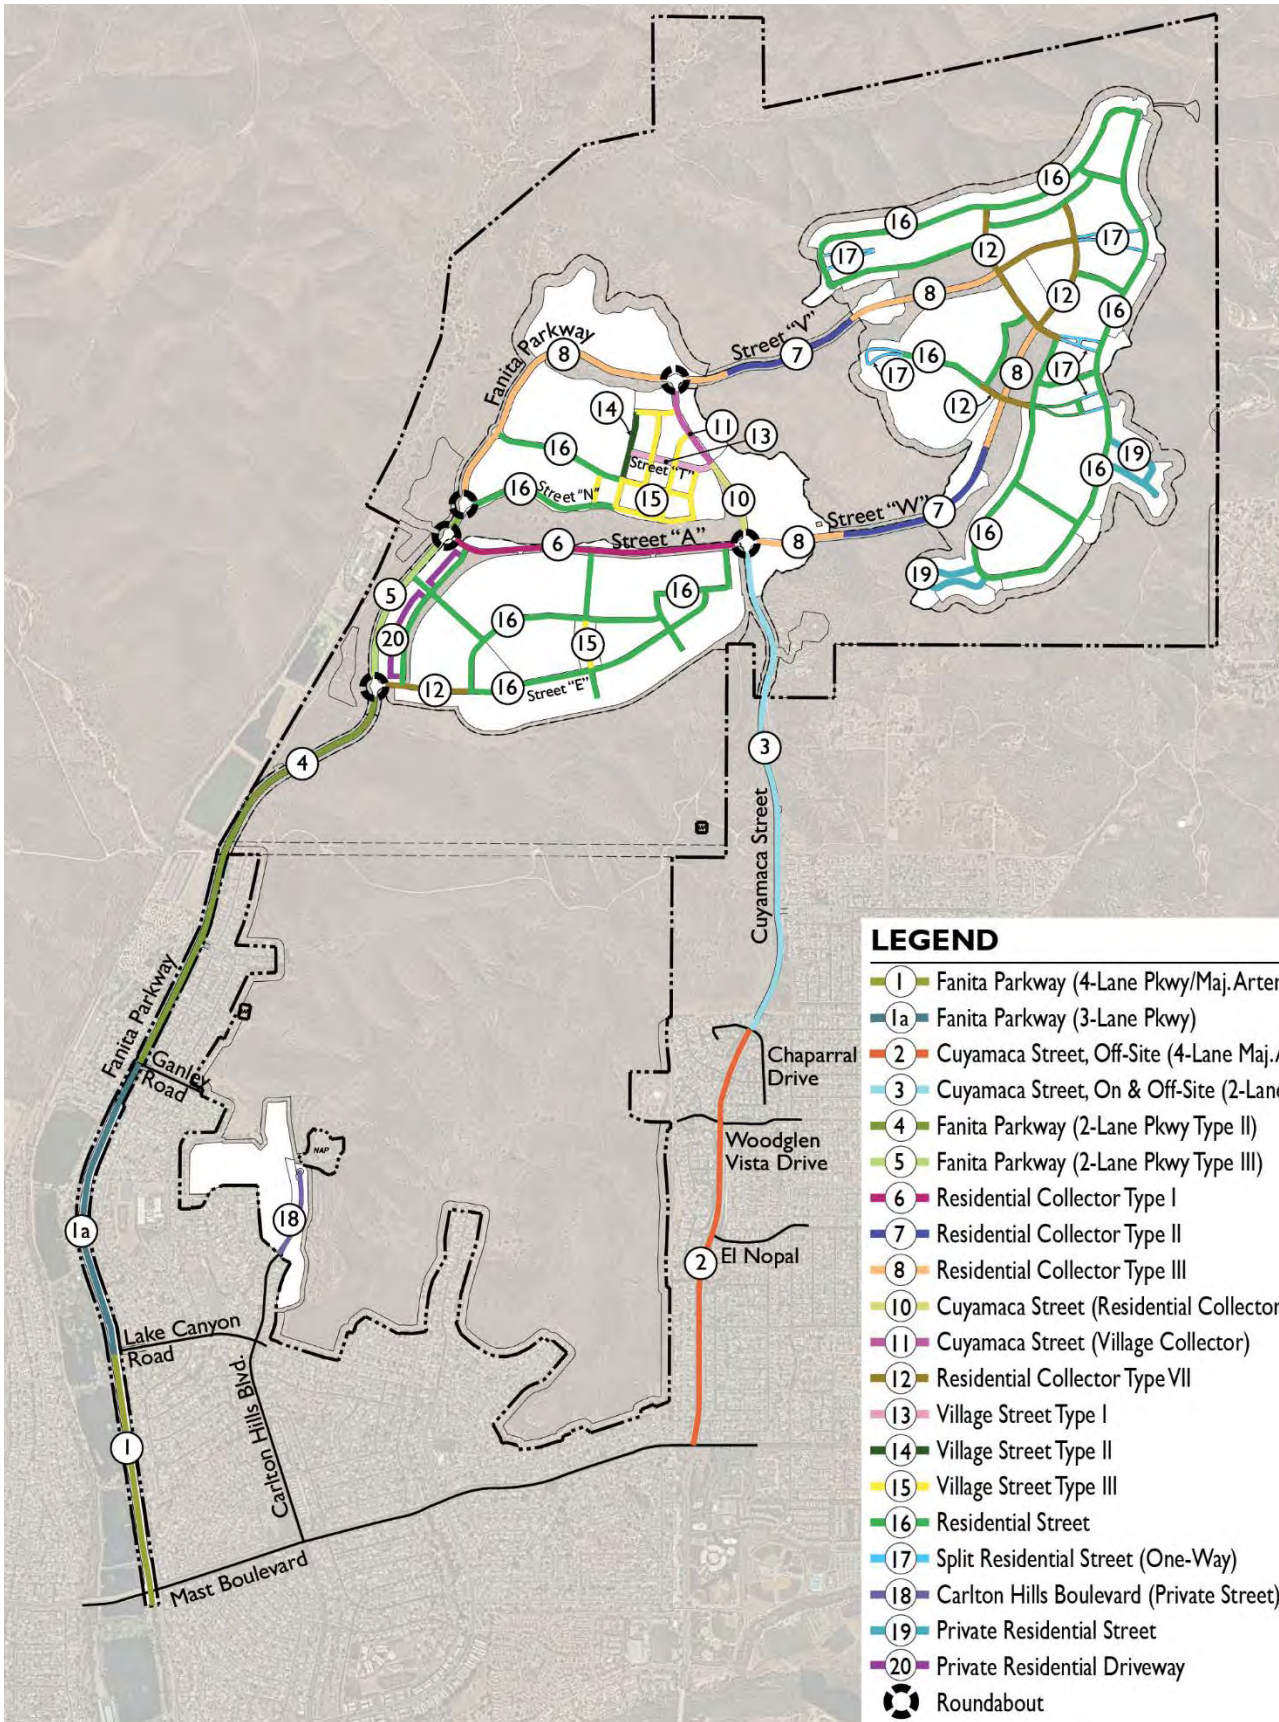 16
16
12
17
17
12
8
16
Street "V"
7
Fanita Parkway
8
16
17
17
8
12
14
11
13
16
Street "T"
19
16
Street "N"
15
10
16
Street "W"
7
Street "A"
6
8
16
19
5
16
16
20
15
12
16
Street "E"
3
4
Cuyamaca Street
Fanita Parkway
Ganley
Road
Chaparral
Drive
Woodglen
Vista Drive
NAP
18
1a
El Nopal
2
Lake Canyon
Road
Carlton Hills Blvd.
1
Mast Boulevard
LEGEND
1 Fanita Parkway (4-Lane Pkwy/Maj. Arter
1a Fanita Parkway (3-Lane Pkwy)
2 Cuyamaca Street, Off-Site (4-Lane Maj. A
3 Cuyamaca Street, On & Off-Site (2-Lane
4 Fanita Parkway (2-Lane Pkwy Type II)
5 Fanita Parkway (2-Lane Pkwy Type III)
6 Residential Collector Type I
7 Residential Collector Type II
8 Residential Collector Type III
10 Cuyamaca Street (Residential Collector
11 Cuyamaca Street (Village Collector)
12 Residential Collector Type VII
13 Village Street Type I
14 Village Street Type II
15 Village Street Type III
16 Residential Street
17 Split Residential Street (One-Way)
18 Carlton Hills Boulevard (Private Street)
19 Private Residential Street
20 Private Residential Driveway
Roundabout